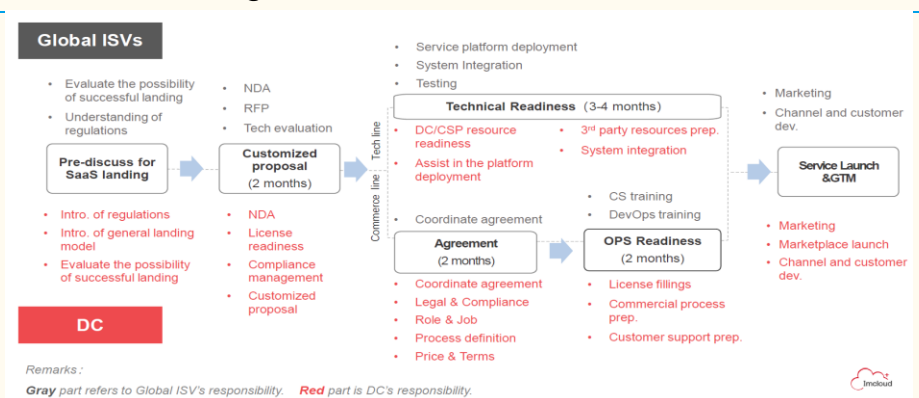 Global ISVs
• Evaluate the possibility
of successful landing
• Understanding of
regulations
Pre-discuss for
SaaS landing
• Intro. of regulations
• Intro. of general landing
model
• Evaluate the possibility
of successful landing
• NDA
• RFP
• Tech evaluation
Customized
proposal
(2 months)
• NDA
• License
readiness
• Compliance
management
• Customized
proposal
Tech line
Commerce line
• Service platform deployment
• System Integration
• Testing
Technical Readiness (3-4 months)
• DC/CSP resource
readiness
• Assist in the platform
deployment
• 3rd party resources prep.
• System integration
• Coordinate agreement
Agreement
(2 months)
• Coordinate agreement
• Legal & Compliance
• Role & Job
• Process definition
• Price & Terms
• CS training
• DevOps training
OPS Readiness
(2 months)
• License fillings
• Commercial process
prep.
• Customer support prep.
• Marketing
• Channel and customer
dev.
Service Launch
&GTM
• Marketing
• Marketplace launch
• Channel and customer
dev.
DC
Remarks :
Gray part refers to Global ISV's responsibility. Red part is DC's responsibility.
Imcloud